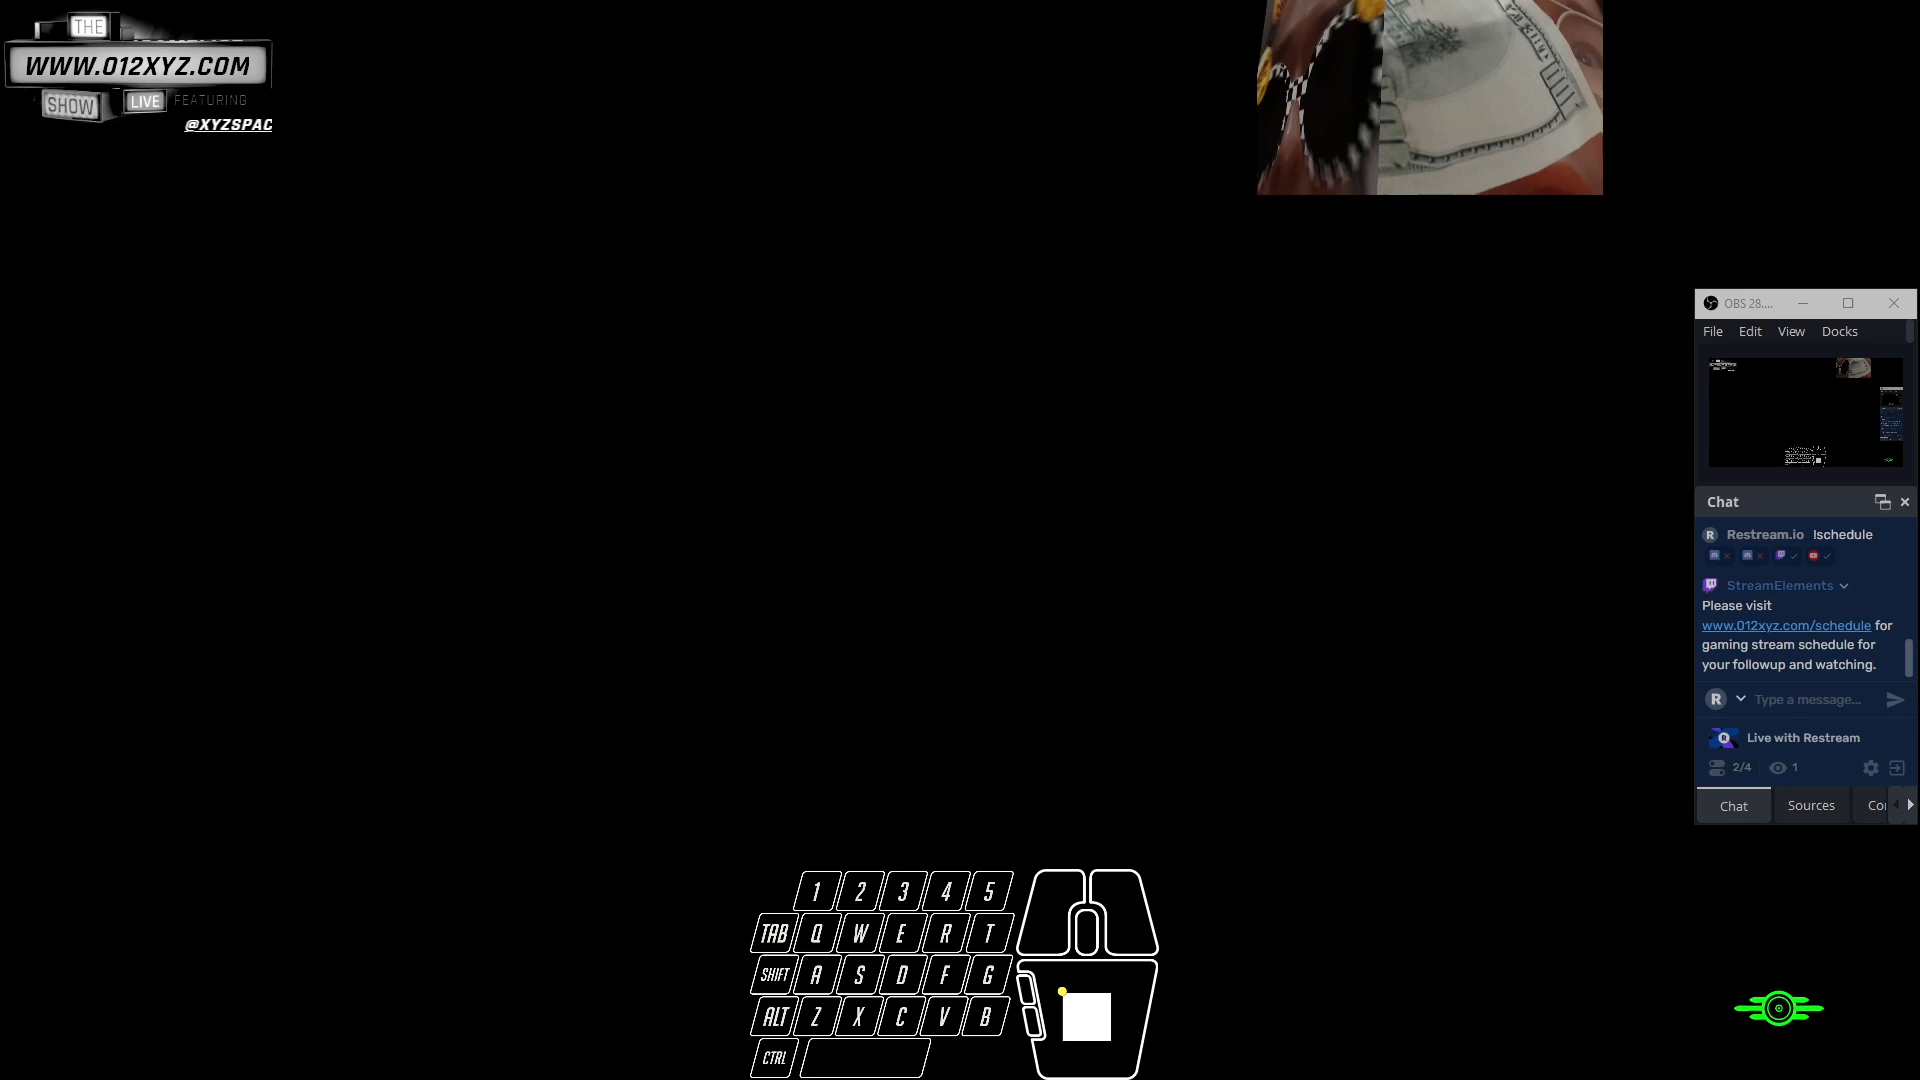 THE
WWW.012XYZ.COM
SHOW LIVE FEATURING
@XYZSPAC
OBS 28....
File Edit View Docks
Chat
Restream.io !schedule
StreamElements
Please visit
www.012xyz.com/schedule for
gaming stream schedule for
your followup and watching.
R Type a message...
Live with Restream
2/4 1
Chat Sources Co
1 2 3 4 5
TAB Q W E R T
SHIFT A S D F G
ALT Z X C V B
CTRL